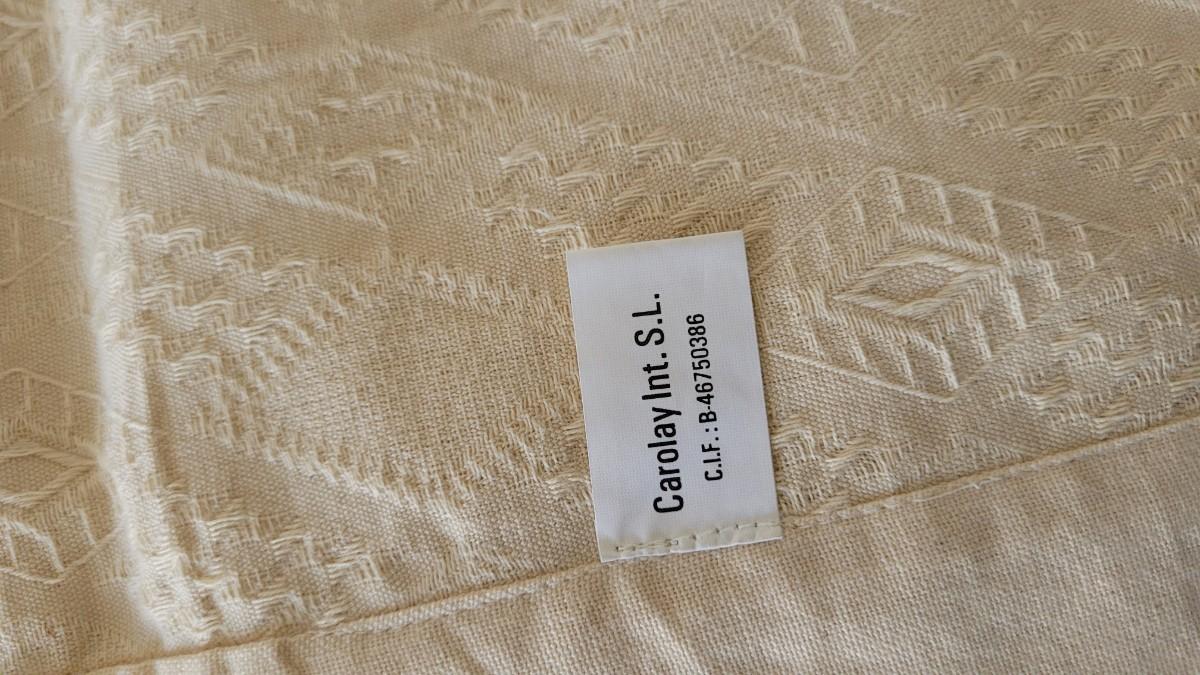 Carolay Int. S.L.
C.I.F. : B-46750386